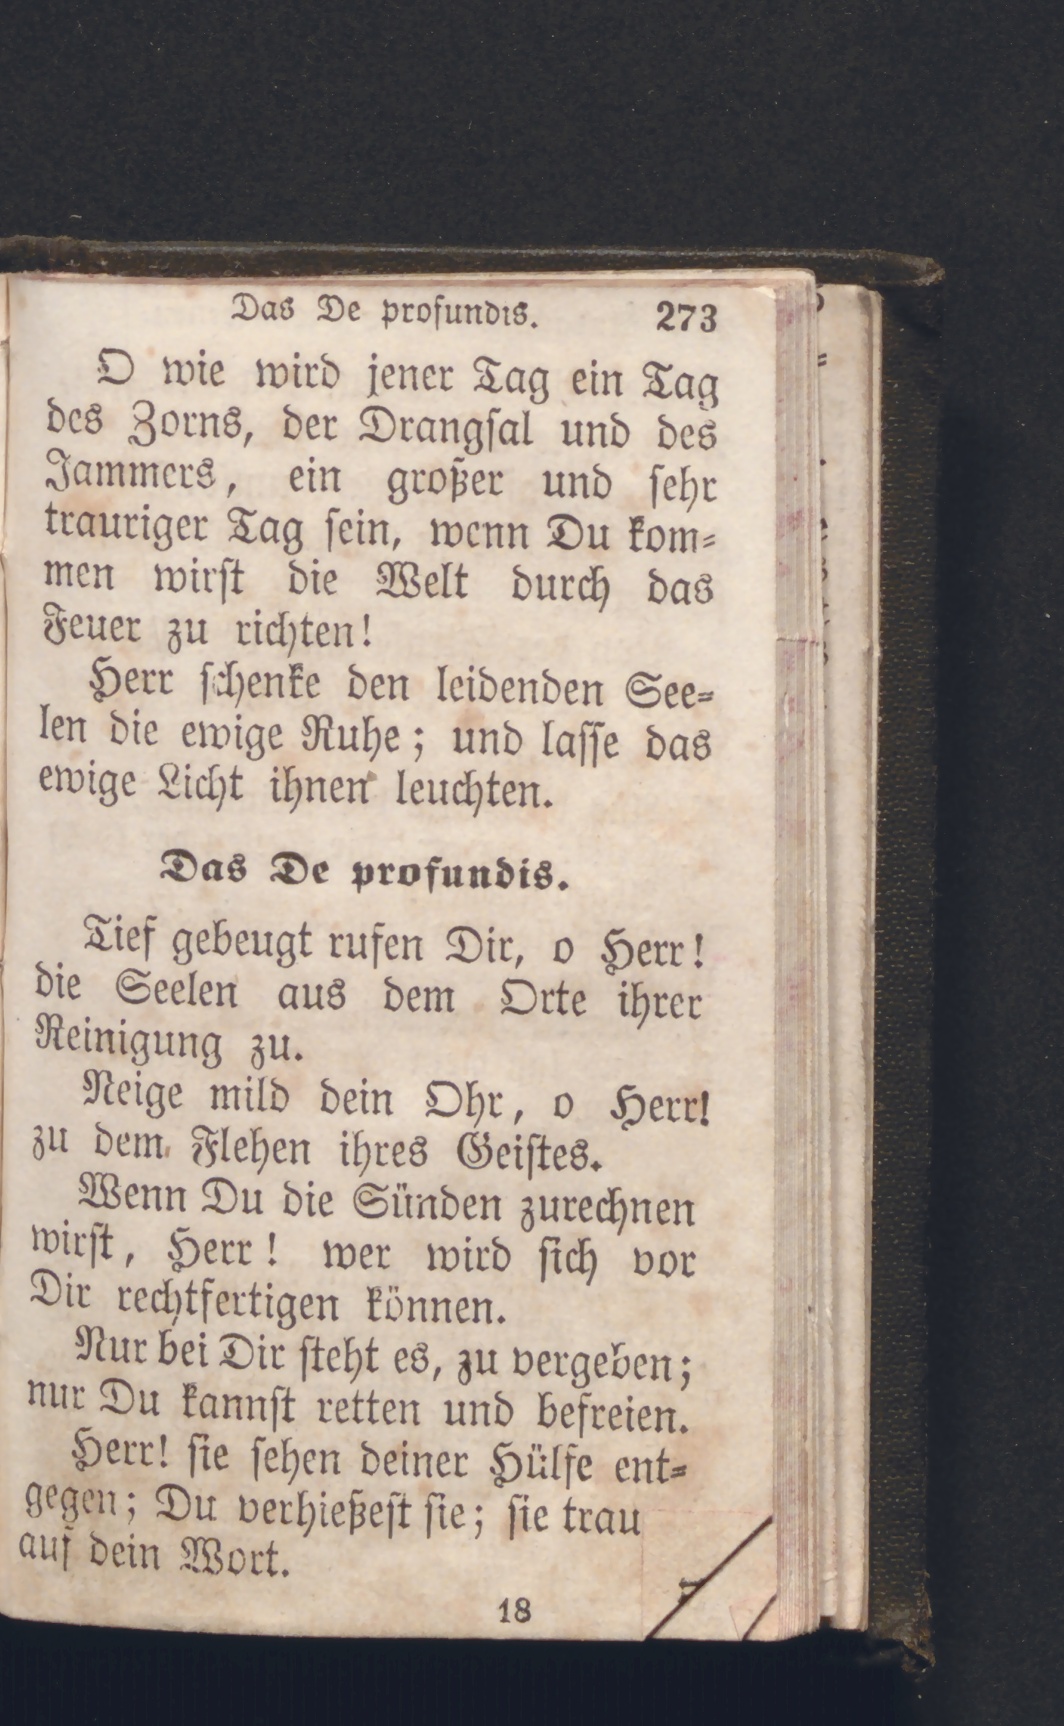 Das De profundis. 273
O wie wird jener Tag ein Tag
des Zorns, der Drangsal und des
Jammers, ein großer und sehr
trauriger Tag sein, wenn Du kom-
men wirst die Welt durch das
Feuer zu richten!
Herr schenke den leidenden See-
len die ewige Ruhe; und lasse das
ewige Licht ihnen leuchten.
Das De profundis.
Tief gebeugt rufen Dir, o Herr!
die Seelen aus dem Orte ihrer
Reinigung zu.
Neige mild dein Ohr, o Herr!
zu dem Flehen ihres Geistes.
Wenn Du die Sünden zurechnen
wirst, Herr! wer wird sich vor
Dir rechtfertigen können.
Nur bei Dir steht es, zu vergeben;
nur Du kannst retten und befreien.
Herr! sie sehen deiner Hülfe ent-
gegen; Du verhießest sie; sie trau
auf dein Wort.
18